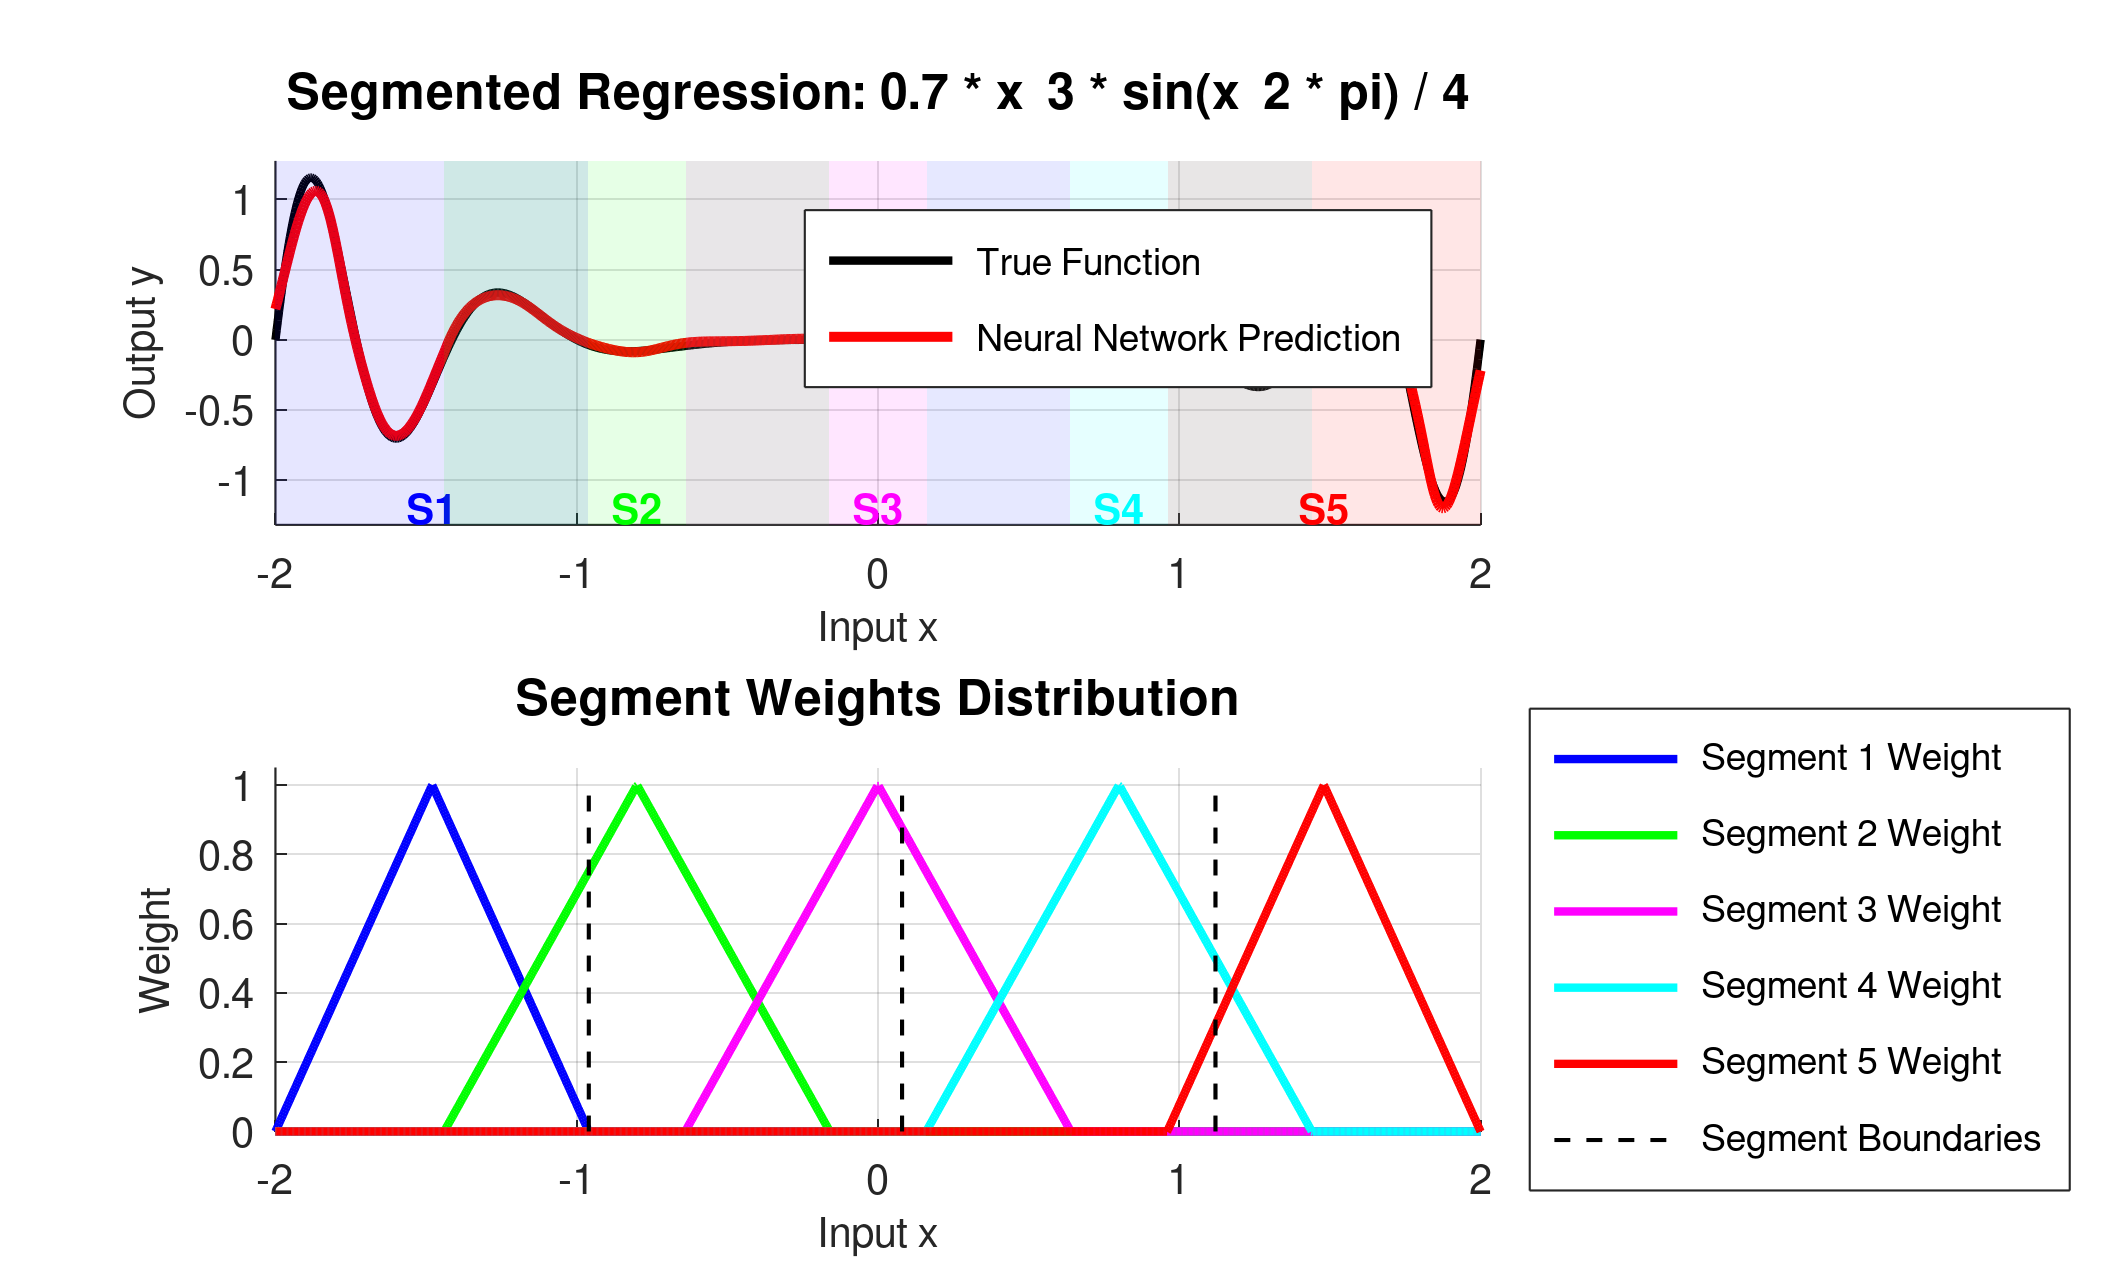 Segmented Regression: 0.7 * x 3 * sin(x 2 * pi) / 4
1
0.5
0
-0.5
-1
Output y
True Function
Neural Network Prediction
S1 S2 S3 S4 S5
-2 -1 0 1 2
Input x
Segment Weights Distribution
1
0.8
0.6
0.4
0.2
0
Weight
-2 -1 0 1 2
Input x
Segment 1 Weight
Segment 2 Weight
Segment 3 Weight
Segment 4 Weight
Segment 5 Weight
Segment Boundaries